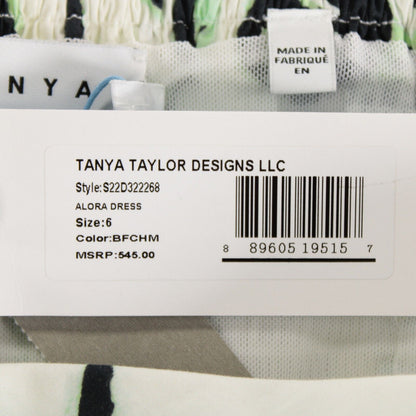 NYA
MADE IN
FABRIQUÉ
EN
TANYA TAYLOR DESIGNS LLC
Style:S22D322268
ALORA DRESS
Size:6
Color:BFCHM
MSRP:545.00
8 89605 19515 7